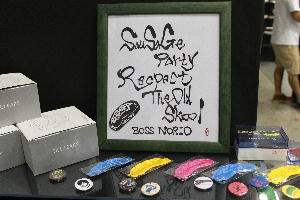 SauSaGe
Party
Respect
The Old
Skool!
BOSS NORIO